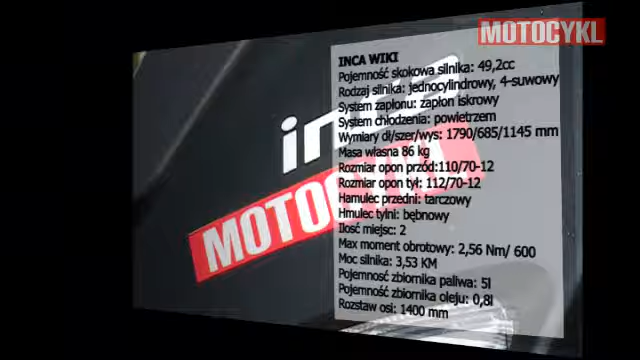 MOTOCYKL
INCA WIKI
Pojemność skokowa silnika: 49,2cc
Rodzaj silnika: jednocylindrowy, 4-suwowy
System zapłonu: zapłon iskrowy
System chłodzenia: powietrzem
Wymiary dł/szer/wys: 1790/685/1145 mm
Masa własna 86 kg
Rozmiar opon przód:110/70-12
Rozmiar opon tył: 112/70-12
Hamulec przedni: tarczowy
Hmulec tylni: bębnowy
Ilość miejsc: 2
Max moment obrotowy: 2,56 Nm/ 600
Moc silnika: 3,53 KM
Pojemnosć zbiornika paliwa: 5l
Pojemność zbiornika oleju: 0,8l
Rozstaw osi: 1400 mm
inca
MOTOCYKL